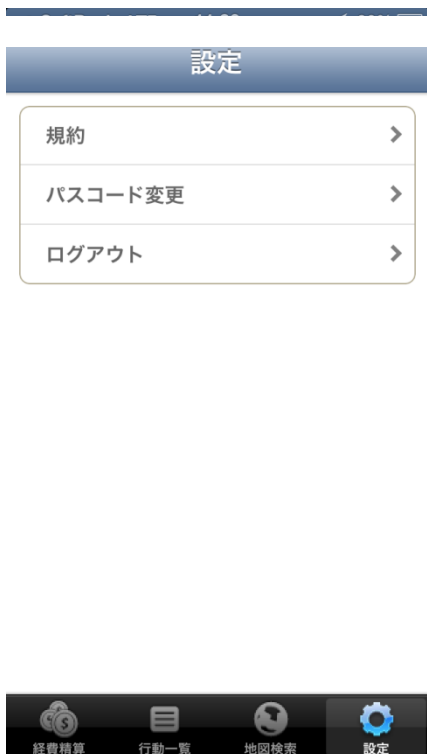 設定
規約
パスコード変更
ログアウト
経費精算
行動一覧
地図検索
設定